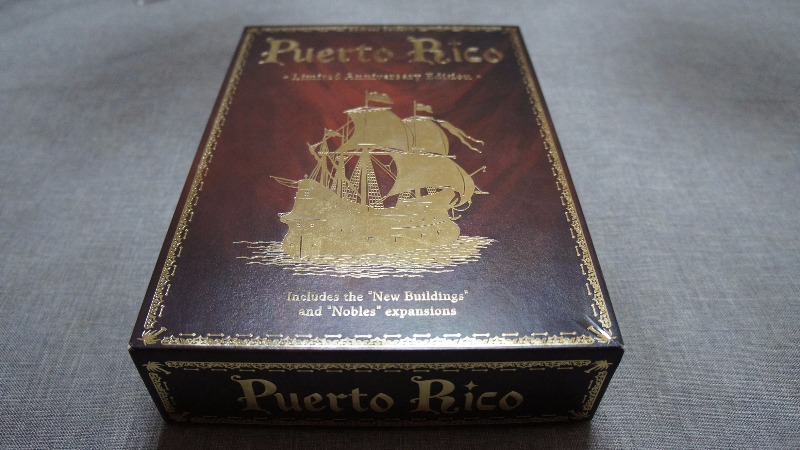 Puerto Rico
- Limited Anniversary Edition -
Includes the "New Buildings"
and "Nobles" expansions
Puerto Rico